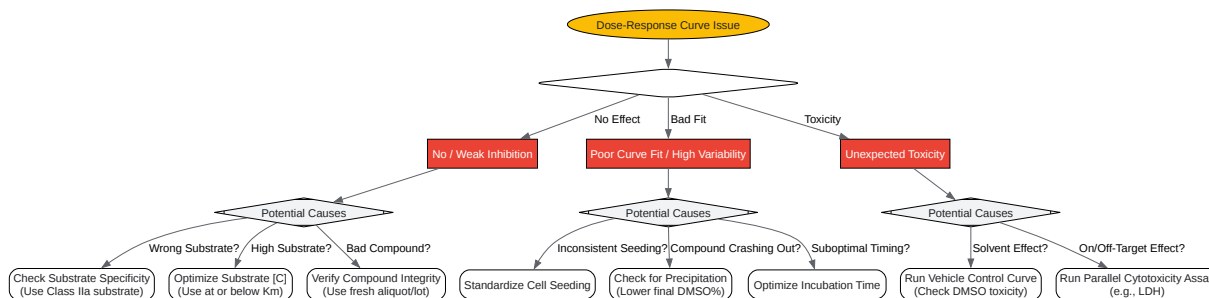 Dose-Response Curve Issue
No Effect
Bad Fit
Toxicity
No / Weak Inhibition
Poor Curve Fit / High Variability
Unexpected Toxicity
Potential Causes
Potential Causes
Potential Causes
Wrong Substrate?
High Substrate?
Bad Compound?
Inconsistent Seeding?
Compound Crashing Out?
Suboptimal Timing?
Solvent Effect?
On/Off-Target Effect?
Check Substrate Specificity
(Use Class IIa substrate)
Optimize Substrate [C]
(Use at or below Km)
Verify Compound Integrity
(Use fresh aliquot/lot)
Standardize Cell Seeding
Check for Precipitation
(Lower final DMSO%)
Optimize Incubation Time
Run Vehicle Control Curve
(Check DMSO toxicity)
Run Parallel Cytotoxicity Assa
(e.g., LDH)